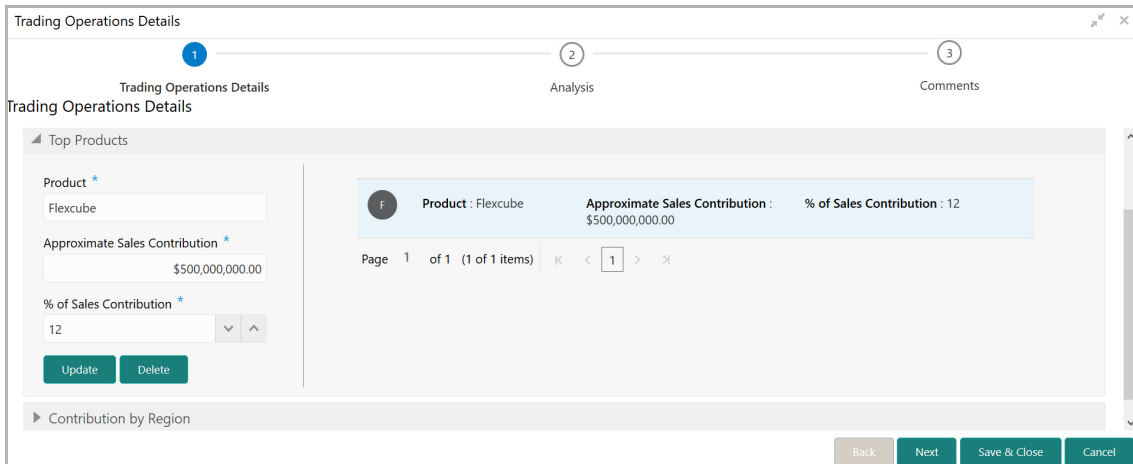 Trading Operations Details
1
2
3
Trading Operations Details
Analysis
Comments
Trading Operations Details
Top Products
Product *
Flexcube
Approximate Sales Contribution *
$500,000,000.00
% of Sales Contribution *
12
Update
Delete
F
Product : Flexcube
Approximate Sales Contribution :
$500,000,000.00
% of Sales Contribution : 12
Page 1 of 1 (1 of 1 items) 1
Contribution by Region
Back
Next
Save & Close
Cancel